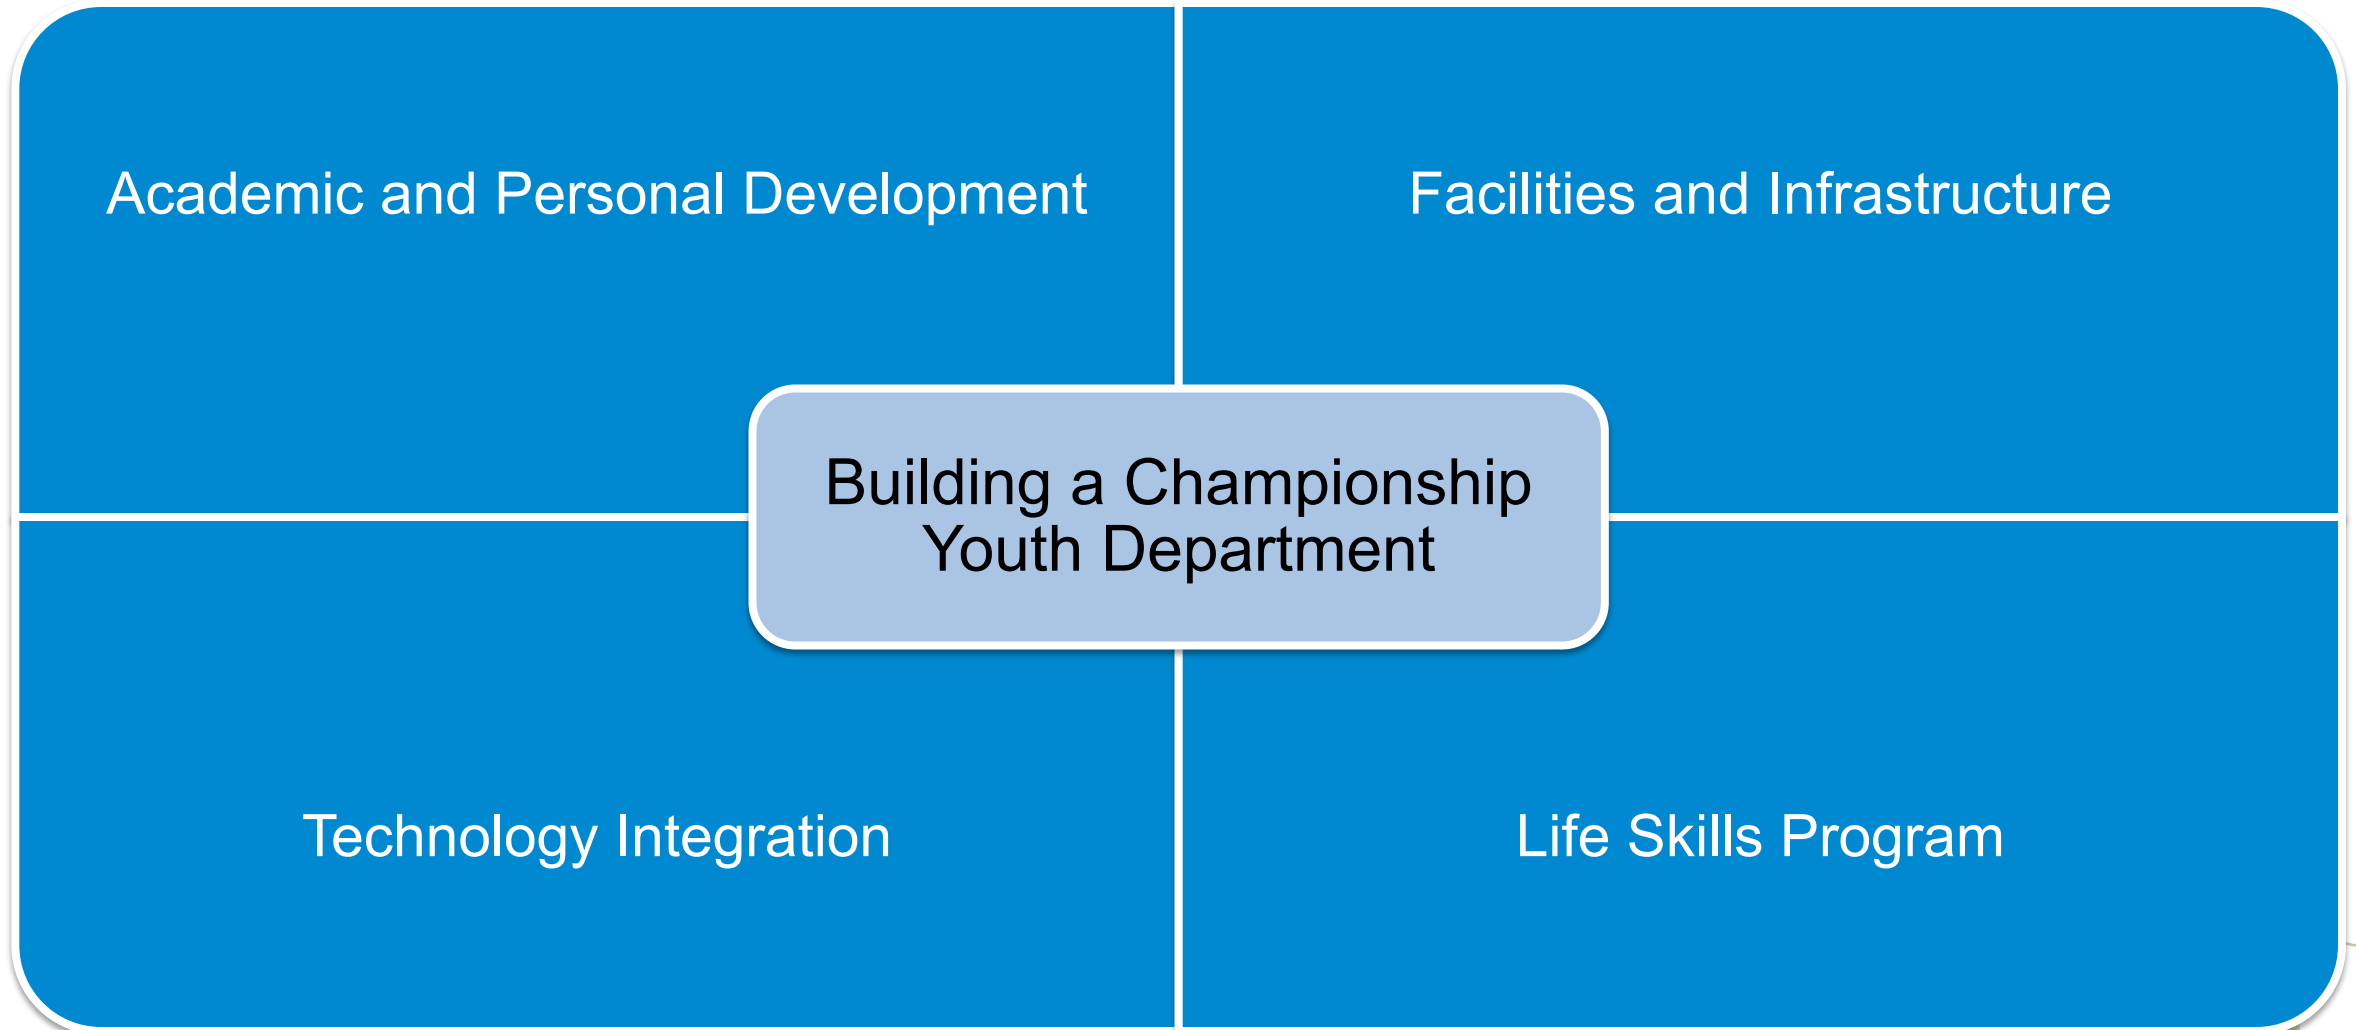 Academic and Personal Development
Facilities and Infrastructure
Building a Championship
Youth Department
Technology Integration
Life Skills Program